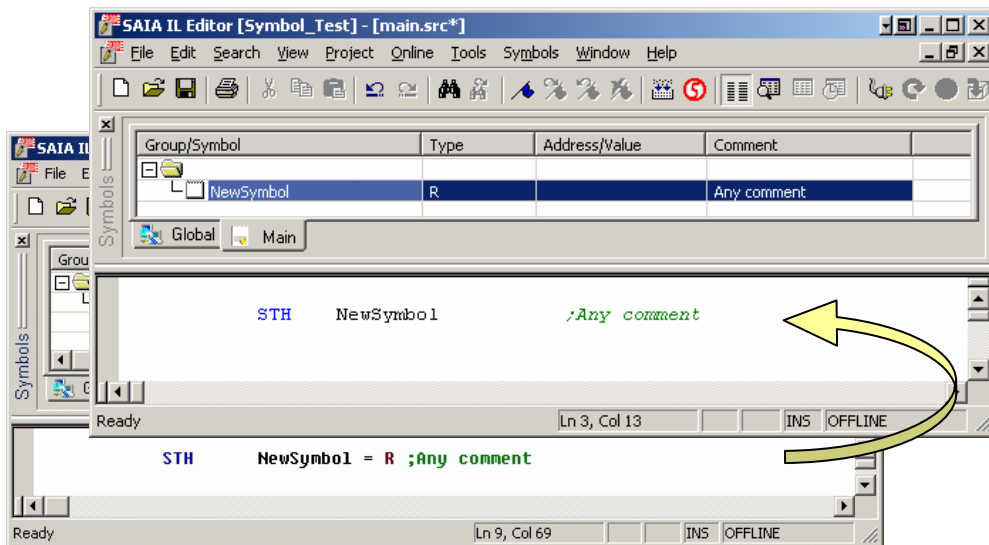 SAIA IL Editor [Symbol_Test] - [main.src*]
File Edit Search View Project Online Tools Symbols Window Help
Group/Symbol Type Address/Value Comment
NewSymbol R Any comment
Symbols
Global Main
STH NewSymbol ;Any comment
Ready Ln 3, Col 13 INS OFFLINE
SAIA IL
File E
Grou
Symbols
G
STH NewSymbol = R ;Any comment
Ready Ln 9, Col 69 INS OFFLINE